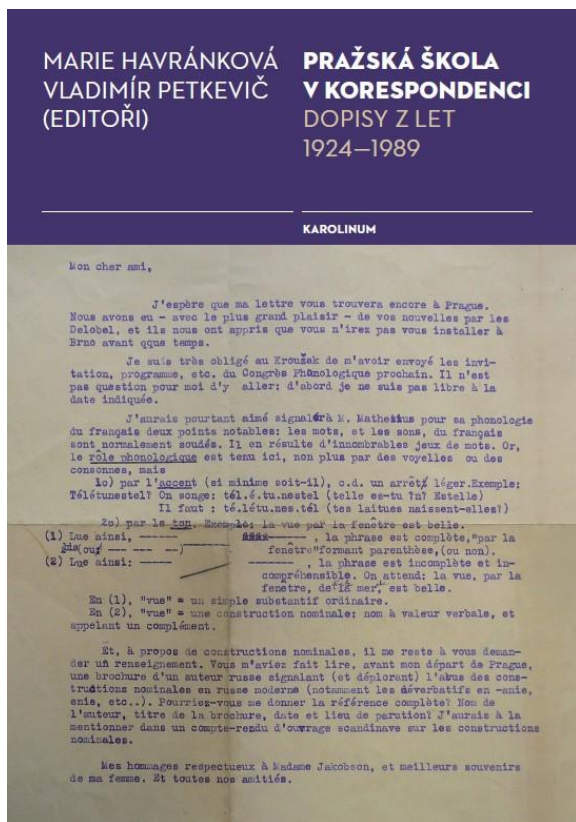 MARIE HAVRÁNKOVÁ
VLADIMÍR PETKEVIČ
(EDITOŘI)
PRAŽSKÁ ŠKOLA
V KORESPONDENCI
DOPISY Z LET
1924—1989
KAROLINUM
Mon cher ami,
J'espère que ma lettre vous trouvera encore à Prague.
Nous avons eu - avec le plus grand plaisir - de vos nouvelles par les
Delobel, et ils nous ont appris que vous n'irez pas vous installer à
Brno avant qque temps.
Je suis très obligé au Kroužek de m'avoir envoyé les invi-
tation, programme, etc. du Congrès Phonologique prochain. Il n'est
pas question pour moi d'y aller: d'abord je ne suis pas libre à la
date indiquée.
J'aurais pourtant aimé signaler à M. Mathesius pour sa phonologie
du français deux points notables: les mots, et les sons, du français
sont normalement soudés. Il en résulte d'innombrables jeux de mots. Or,
le rôle phonologique est tenu ici, non plus par des voyelles ou des
consonnes, mais
1o) par l'accent (si minime soit-il), c.d. un arrêt léger.Exemple:
Télétunestel? On songe: tél.é.tu.nestel (telle es-tu ?n? Estelle)
Il faut : té.létu.nes.tel (tes laitues naissent-elles?)
2o) par le ton. Exemple: la vue par la fenêtre est belle.
(1) Lue ainsi, , la phrase est complète,"par la
(ou --- --- --) fenêtre"formant parenthèse,(ou non).
(2) Lue ainsi: , la phrase est incomplète et in-
compréhensible. On attend: la vue, par la
fenêtre, de la mer, est belle.
En (1), "vue" = un simple substantif ordinaire.
En (2), "vue" = une construction nominale: nom à valeur verbale, et
appelant un complément.
Et, à propos de constructions nominales, il me reste à vous deman-
der un renseignement. Vous m'aviez fait lire, avant mon départ de Prague,
une brochure d'un auteur russe signalant (et déplorant) l'abus des cons-
tructions nominales en russe moderne (notamment les déverbatifs en -anie,
enie, etc..). Pourriez-vous me donner la référence complète? Nom de
l'auteur, titre de la brochure, date et lieu de parution? J'aurais à la
mentionner dans un compte-rendu d'ouvrage scandinave sur les constructions
nominales.
Mes hommages respectueux à Madame Jakobson, et meilleurs souvenirs
de ma femme. Et toutes nos amitiés.